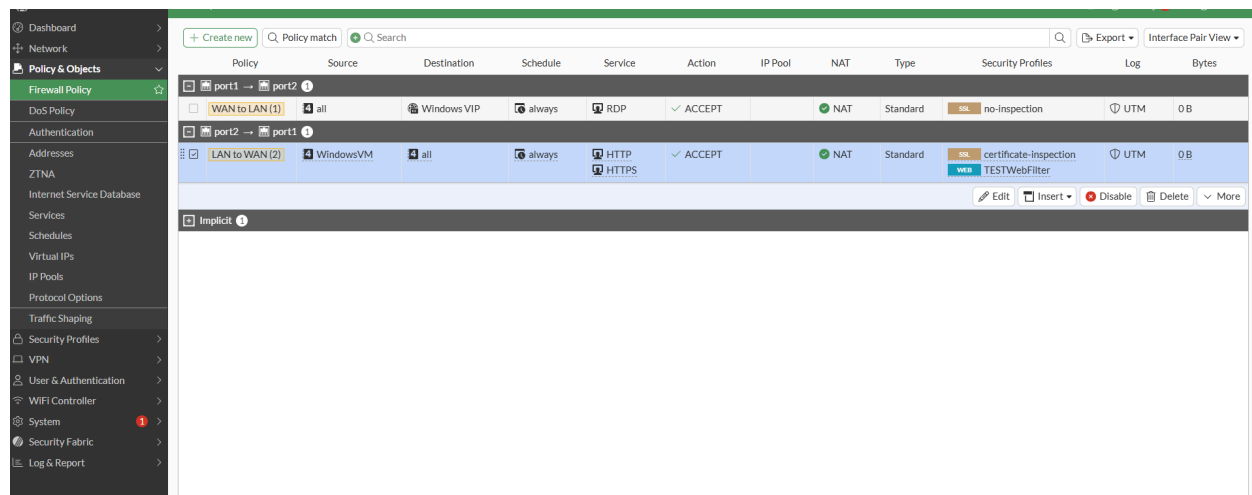 Dashboard
Network
Policy & Objects
Firewall Policy
DoS Policy
Authentication
Addresses
ZTNA
Internet Service Database
Services
Schedules
Virtual IPs
IP Pools
Protocol Options
Traffic Shaping
Security Profiles
VPN
User & Authentication
WiFi Controller
System 1
Security Fabric
Log & Report
Create new Policy match Search Export Interface Pair View
Policy Source Destination Schedule Service Action IP Pool NAT Type Security Profiles Log Bytes
port1 → port2 1
WAN to LAN (1) 4 all Windows VIP always RDP ACCEPT NAT Standard SSL no-inspection UTM 0 B
port2 → port1 1
LAN to WAN (2) 4 WindowsVM 4 all always HTTP ACCEPT NAT Standard SSL certificate-inspection UTM 0 B
HTTPS WEB TESTWebFilter
Edit Insert Disable Delete More
Implicit 1